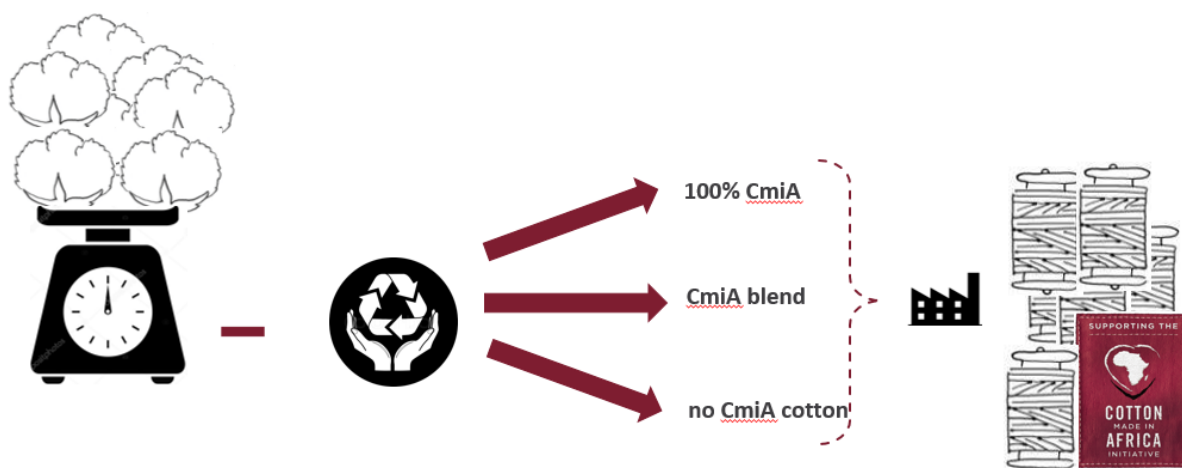 100% CmiA
CmiA blend
no CmiA cotton
SUPPORTING THE
COTTON
MADE IN
AFRICA
INITIATIVE